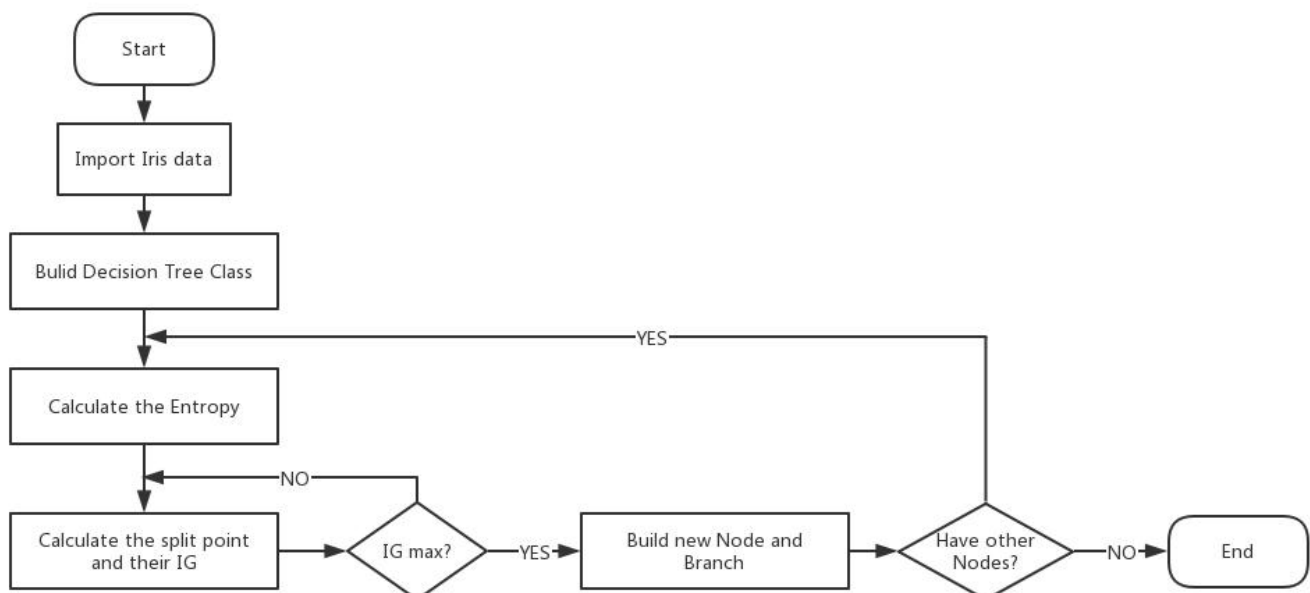 Start
Import Iris data
Bulid Decision Tree Class
YES
Calculate the Entropy
NO
Calculate the split point
and their IG
IG max?
YES
Build new Node and
Branch
Have other
Nodes?
NO
End